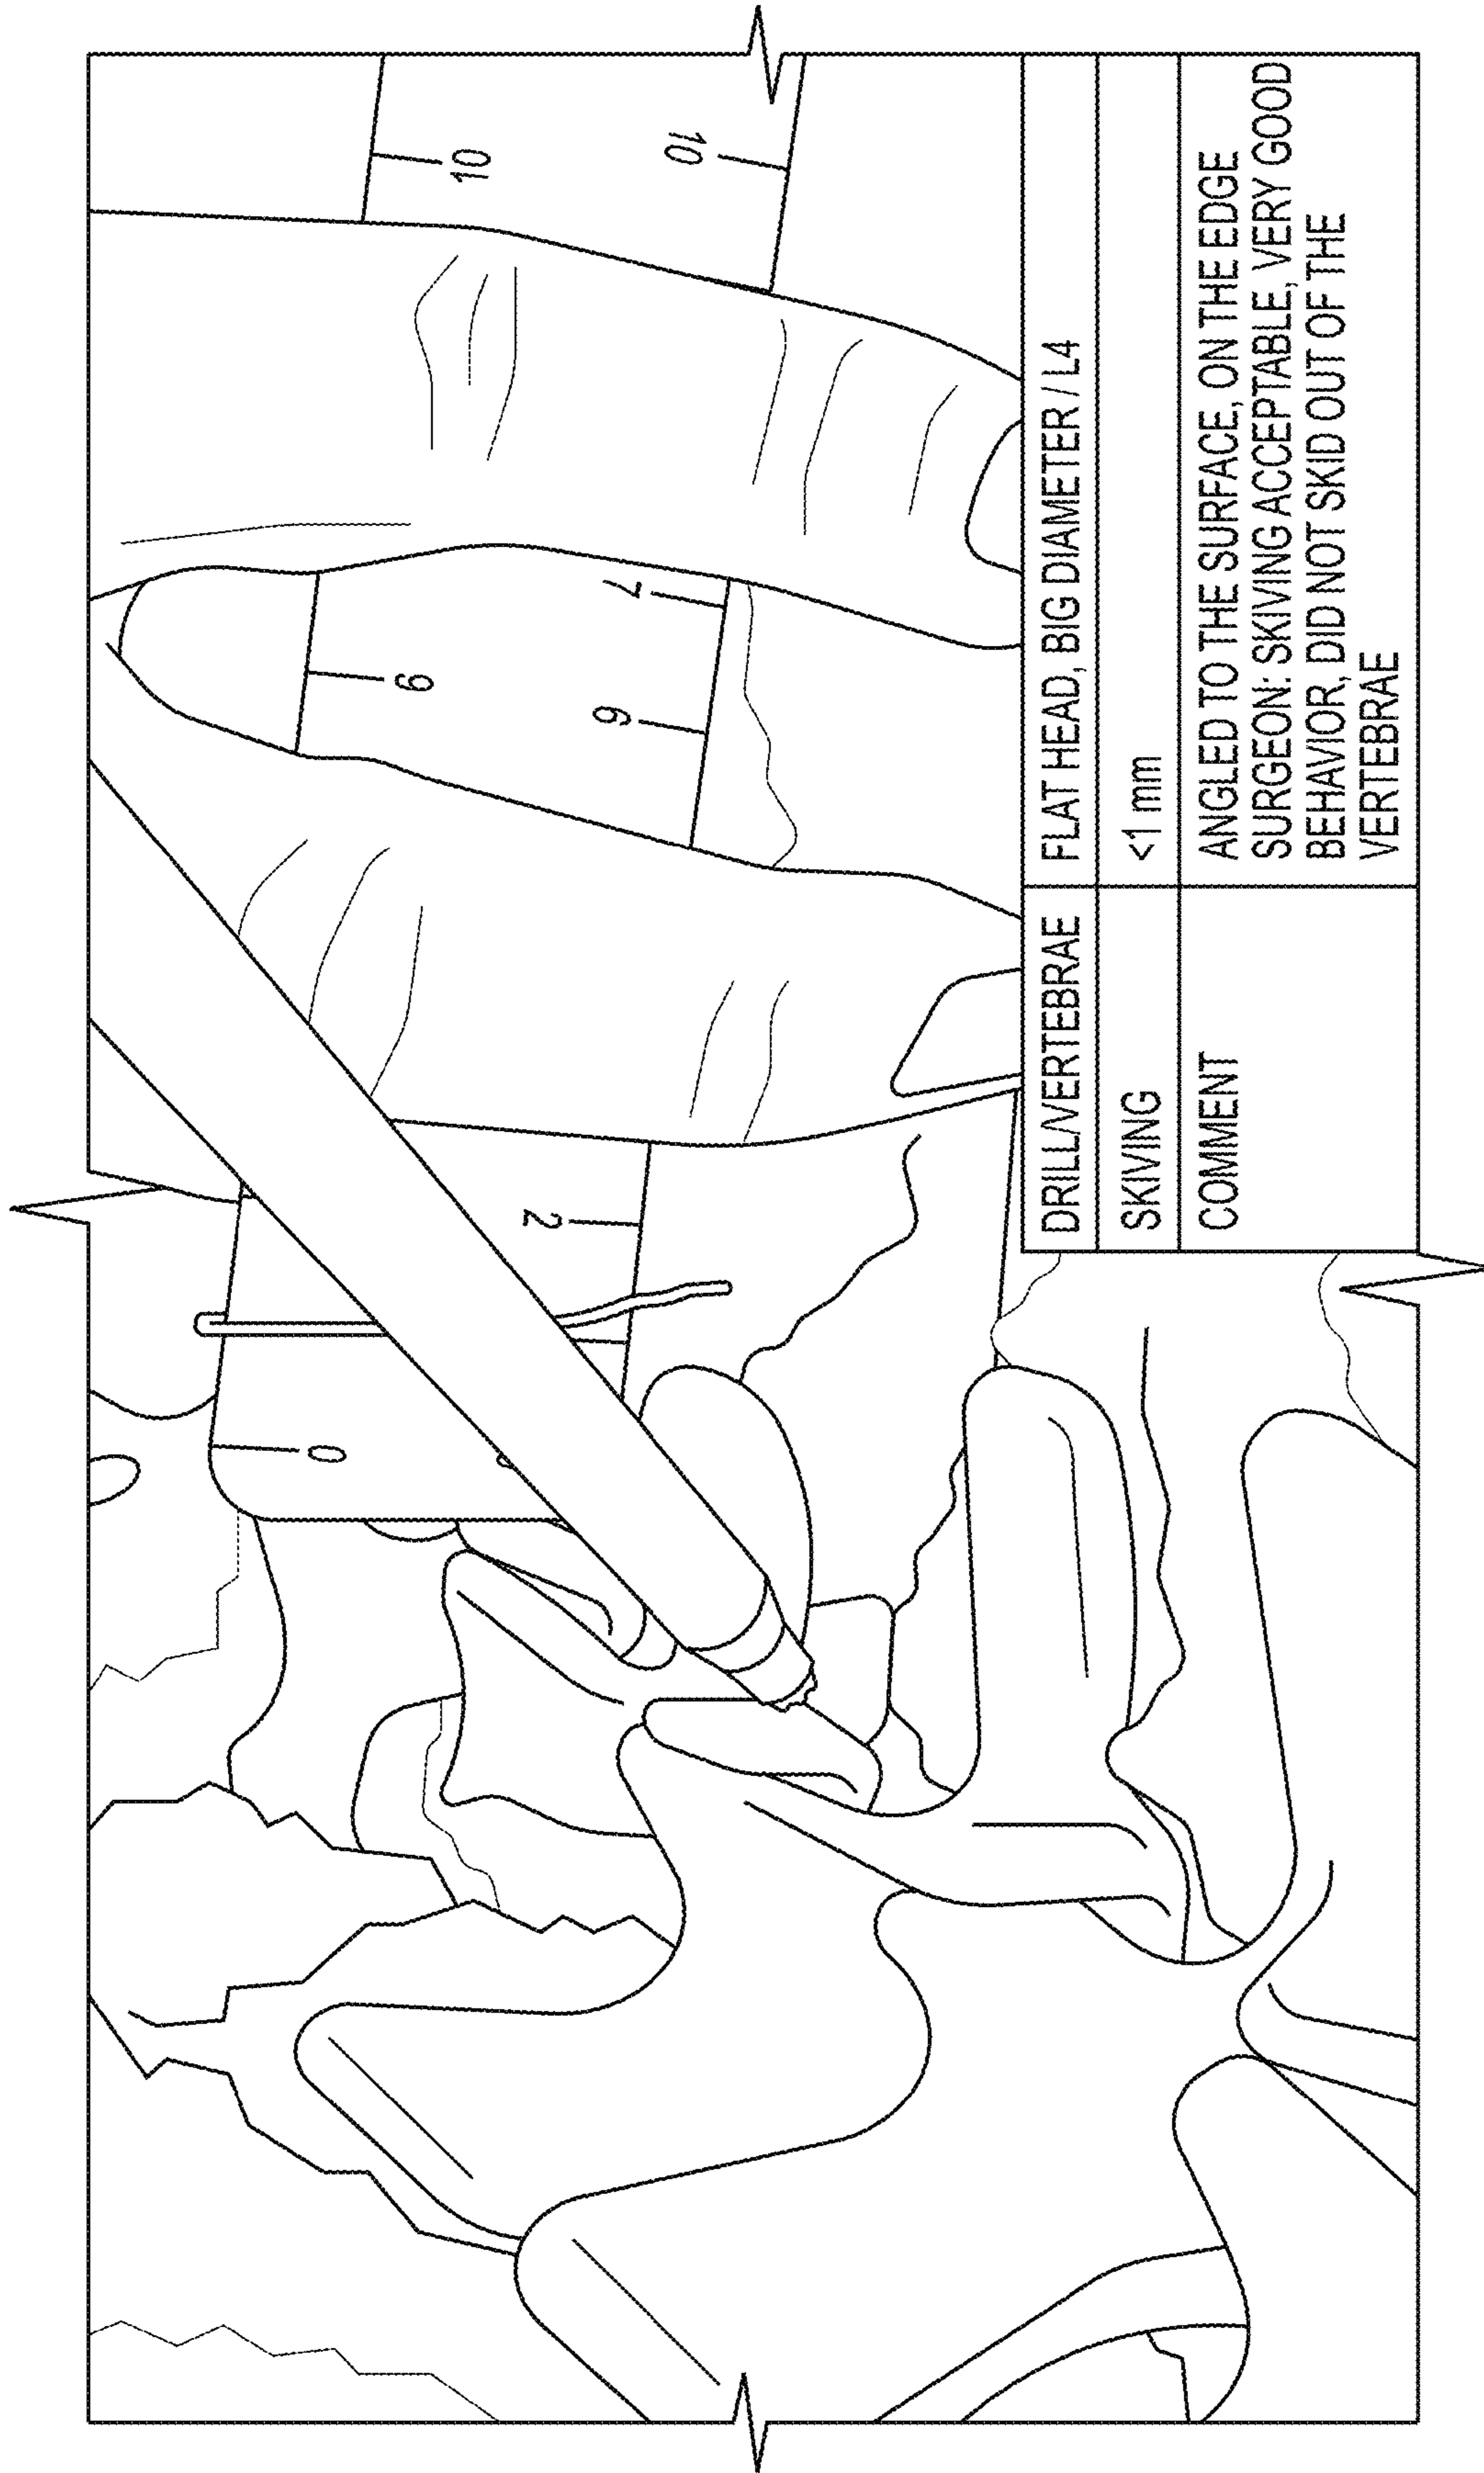 0 6 10
2 6 7 10
DRILL/VERTEBRAE FLAT HEAD, BIG DIAMETER / L4
SKIVING <1 mm
COMMENT ANGLED TO THE SURFACE, ON THE EDGE
SURGEON: SKIVING ACCEPTABLE, VERY GOOD
BEHAVIOR, DID NOT SKID OUT OF THE
VERTEBRAE